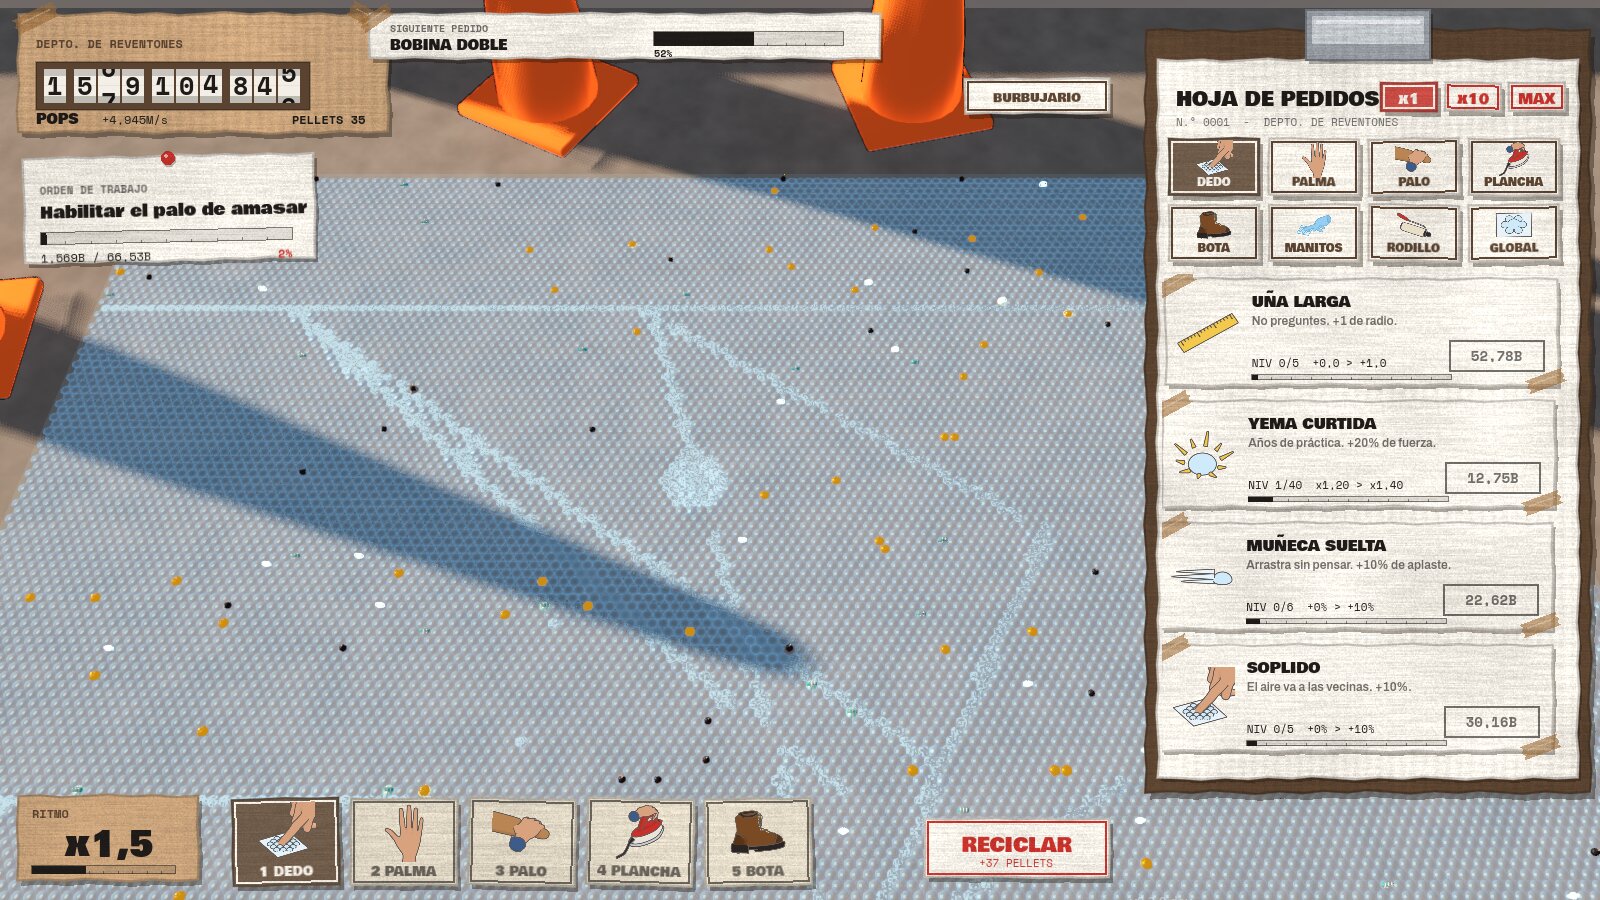 DEPTO. DE REVENTONES
POPS +4,945M/s PELLETS 35
SIGUIENTE PEDIDO
BOBINA DOBLE
52%
BURBUJARIO
ORDEN DE TRABAJO
Habilitar el palo de amasar
1,569B / 66,53B 2%
HOJA DE PEDIDOS x1 x10 MAX
N.° 0001 - DEPTO. DE REVENTONES
DEDO PALMA PALO PLANCHA
BOTA MANITOS RODILLO GLOBAL
UÑA LARGA
No preguntes. +1 de radio.
NIV 0/5 +0,0 > +1,0
52,78B
YEMA CURTIDA
Años de práctica. +20% de fuerza.
NIV 1/40 x1,20 > x1,40
12,75B
MUÑECA SUELTA
Arrastra sin pensar. +10% de aplaste.
NIV 0/6 +0% > +10%
22,62B
SOPLIDO
El aire va a las vecinas. +10%.
NIV 0/5 +0% > +10%
30,16B
RITMO
x1,5
1 DEDO
2 PALMA
3 PALO
4 PLANCHA
5 BOTA
RECICLAR
+37 PELLETS